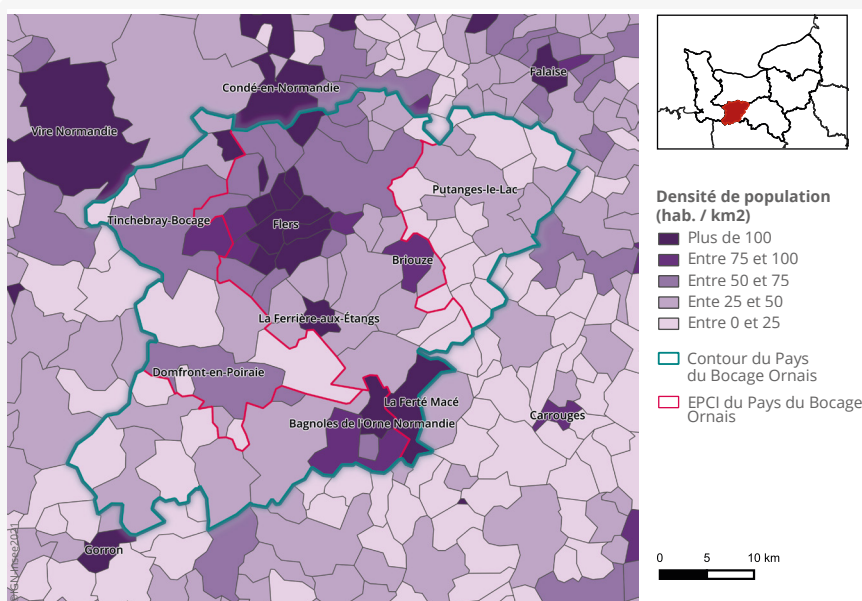 Falaise
Condé-en-Normandie
Vire Normandie
Putanges-le-Lac
Tinchebray-Bocage
Flers
Briouze
La Ferrière-aux-Étangs
Domfront-en-Poiraie
La Ferté Macé
Bagnoles de l'Orne Normandie
Carrouges
Gorron
©IGN,Insee2021
Densité de population
(hab. / km2)
Plus de 100
Entre 75 et 100
Entre 50 et 75
Ente 25 et 50
Entre 0 et 25
Contour du Pays
du Bocage Ornais
EPCI du Pays du Bocage
Ornais
0 5 10 km